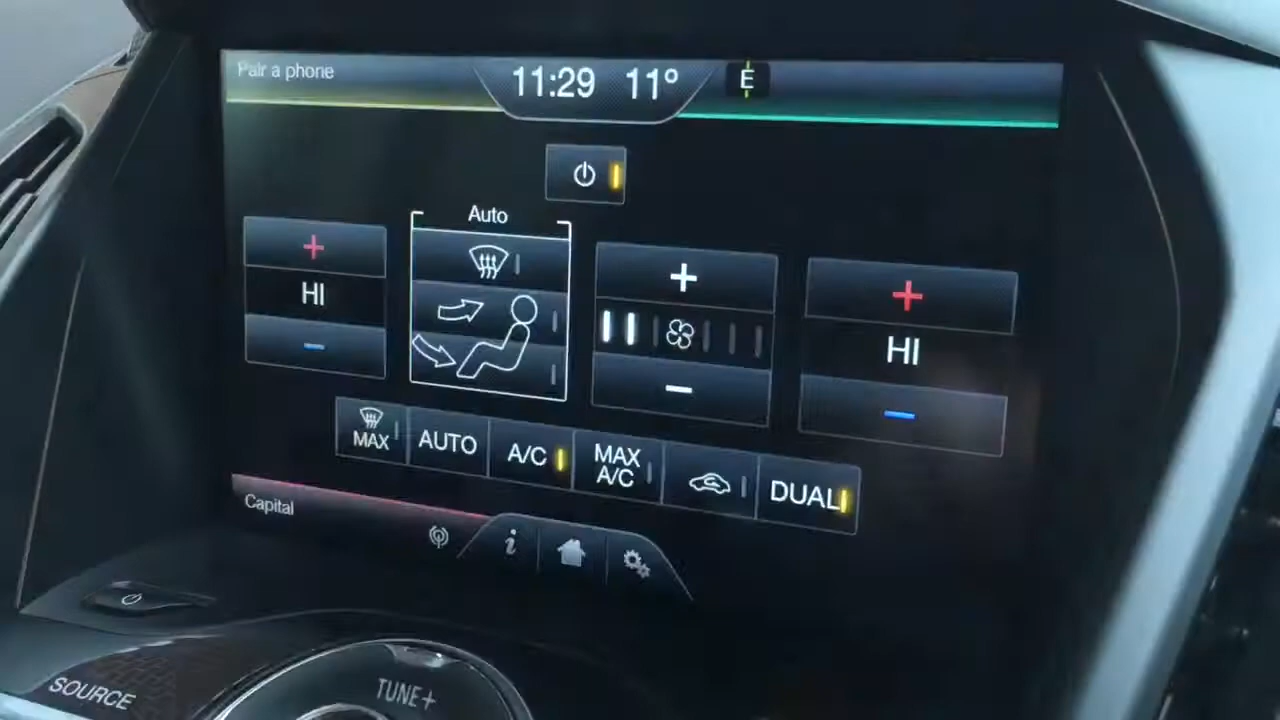 Pair a phone
11:29 11° E
Auto
+
+
+
HI
HI
-
-
-
MAX
AUTO
A/C
MAX
A/C
DUAL
Capital
i
SOURCE
TUNE+